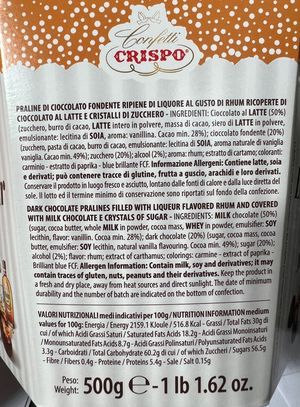 Confetti
CRISPO®
PRALINE DI CIOCCOLATO FONDENTE RIPIENE DI LIQUORE AL GUSTO DI RHUM RICOPERTE DI
CIOCCOLATO AL LATTE E CRISTALLI DI ZUCCHERO - INGREDIENTI: Cioccolato al LATTE (50%)
(zucchero, burro di cacao, LATTE intero in polvere, massa di cacao, siero di LATTE in polvere,
emulsionante: lecitina di SOIA, aroma: vanillina. Cacao min. 28%); cioccolato fondente (20%)
(zucchero, pasta di cacao, burro di cacao, emulsionante: lecitina di SOIA, aroma naturale di
vaniglia, Cacao min. 49%); zucchero (20%); alcool (2%); aroma: rhum; estratto di cartamo; coloranti:
carminio - estratto di paprika - blu brillante FCF. Informazione Allergeni: Contiene latte, soia
e derivati; può contenere tracce di glutine, frutta a guscio, arachidi e loro derivati.
Conservare il prodotto in luogo fresco e asciutto, lontano dalle fonti di calore e dalla luce diretta del
sole. Il lotto ed il termine minimo di conservazione sono riportati sul fondo della confezione.
DARK CHOCOLATE PRALINES FILLED WITH LIQUEUR FLAVORED RHUM AND COVERED
WITH MILK CHOCOLATE E CRYSTALS OF SUGAR - INGREDIENTS: MILK chocolate (50%)
(sugar, cocoa butter, whole MILK in powder, cocoa mass, WHEY in powder, emulsifier: SOY
lecithin, flavor: vanillin. Cocoa min. 28%); dark chocolate (20%) (sugar, cocoa mass, cocoa
butter, emulsifier: SOY lecithin, natural vanilla flavouring. Cocoa min. 49%); sugar (20%);
alcohol (2%); flavor: rhum; extract of carthamus; colorings: carmine - extract of paprika -
Brilliant blue FCF. Allergen Information: Contain milk, soy and derivatives; it may
contain traces of gluten, nuts, peanuts and their derivatives. Keep the product in
a fresh and dry place, away from heat sources and direct sunlight. The date of minimum
durability and the number of batch are indicated on the bottom of the packaging.
VALORI NUTRIZIONALI medi indicativi per 100g / NUTRITION INFORMATION medium
values for 100g: Energia / Energy 2159.1 KJoule / 516.8 Kcal - Grassi / Total Fats 30g di
cui / of which Acidi Grassi Saturi / Saturated Fats 18.2g - Acidi Grassi Monoinsaturi
/ Monounsaturated Fats 8.7g - Acidi Grassi Polinsaturi / Polyunsaturated Fats
3.3g - Carboidrati / Total Carbohydrate 60.2g di cui / of which Zuccheri / Sugars 56.5g
- Fibre / Fibers 0.4g - Proteine / Proteins 5.4g - Sale / Salt 0.15g
Peso:
Weight: 500g ℮ - 1 lb 1.62 oz.